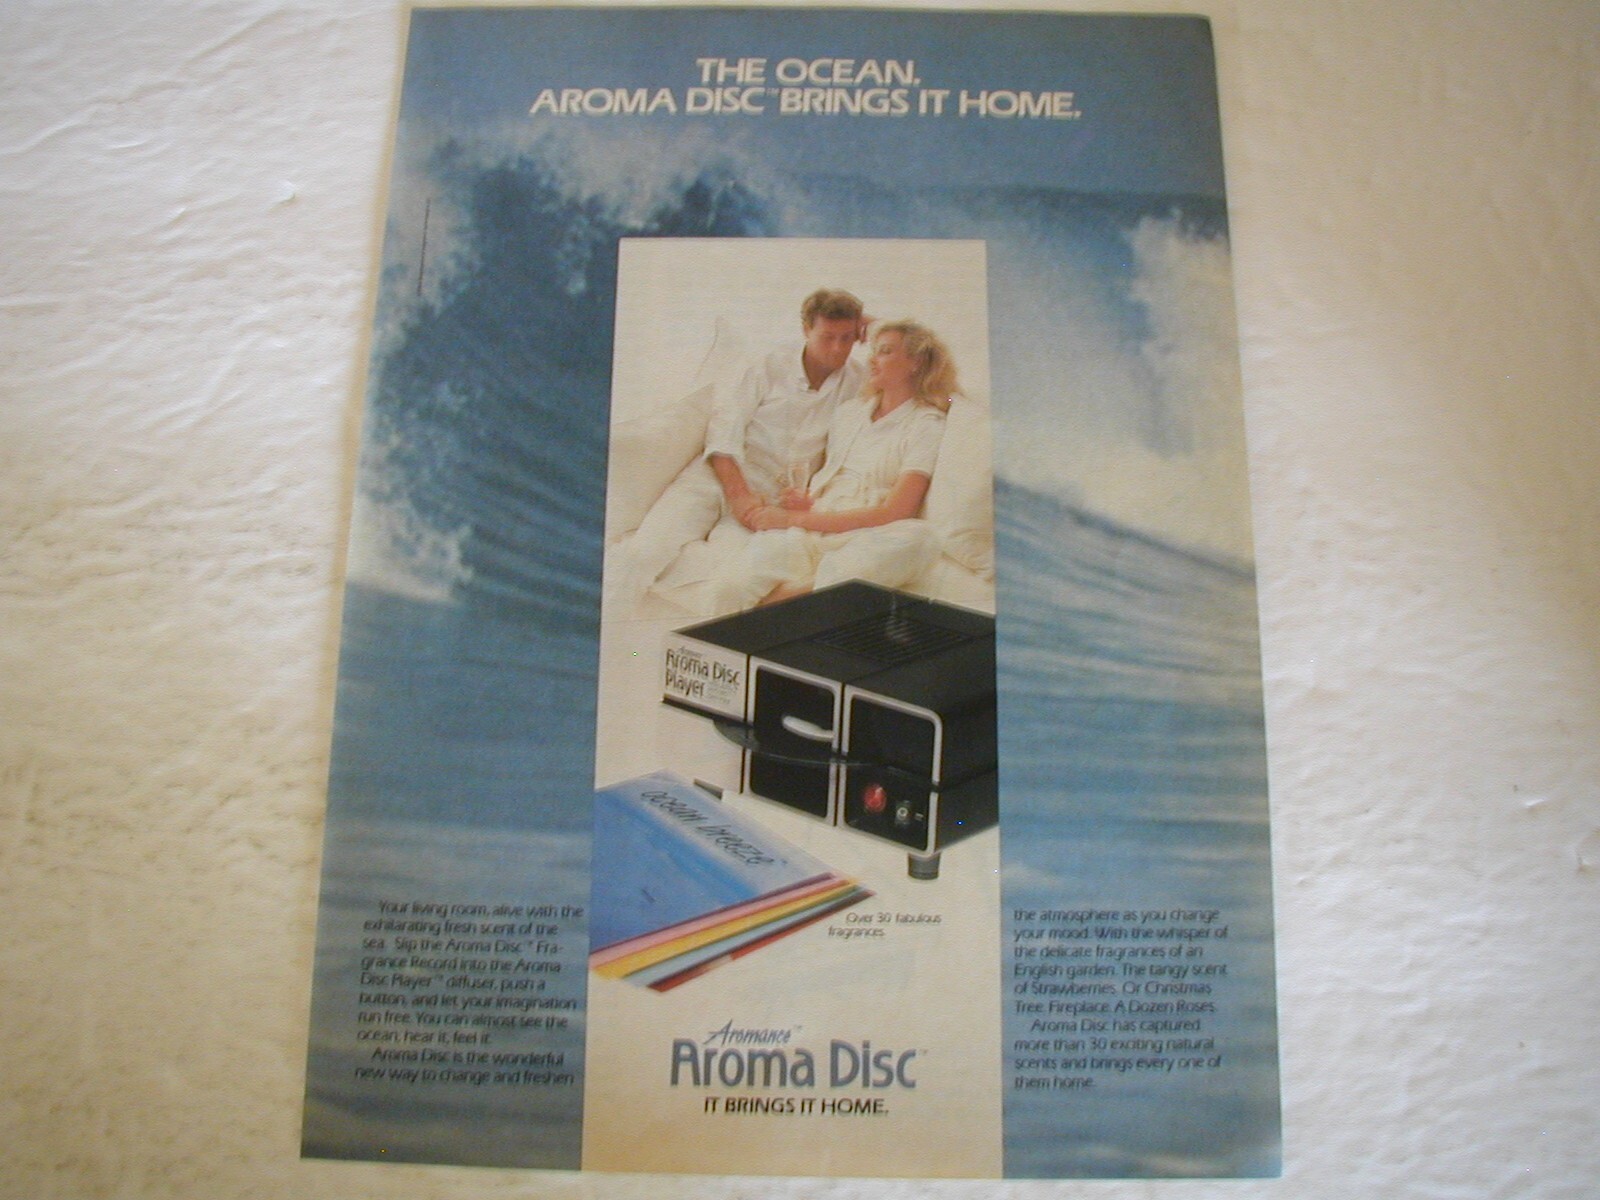 THE OCEAN.
AROMA DISC™ BRINGS IT HOME.
Aromance
Aroma Disc
Player
ocean breeze™
Over 30 fabulous
fragrances.
Your living room, alive with the
exhilarating fresh scent of the
sea. Slip the Aroma Disc™ Fra-
grance Record into the Aroma
Disc Player™ diffuser, push a
button, and let your imagination
run free. You can almost see the
ocean, hear it, feel it.
Aroma Disc is the wonderful
new way to change and freshen
the atmosphere as you change
your mood. With the whisper of
the delicate fragrances of an
English garden. The tangy scent
of Strawberries. Or Christmas
Tree. Fireplace. A Dozen Roses.
Aroma Disc has captured
more than 30 exciting natural
scents and brings every one of
them home.
Aromance™
Aroma Disc™
IT BRINGS IT HOME.